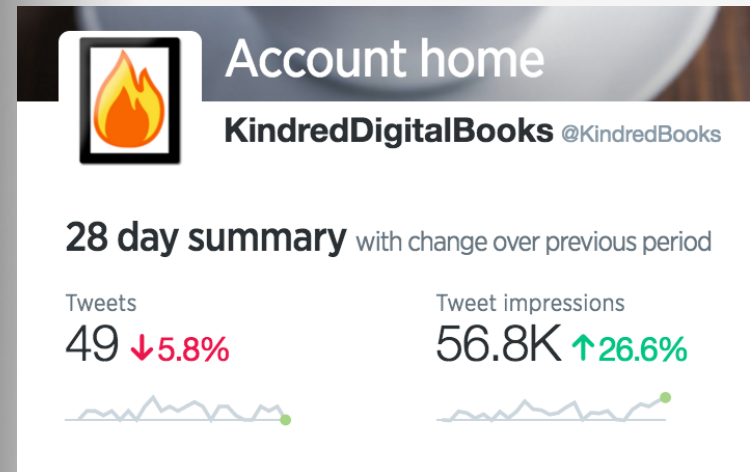 Account home
KindredDigitalBooks @KindredBooks
28 day summary with change over previous period
Tweets
49 ↓5.8%
Tweet impressions
56.8K ↑26.6%